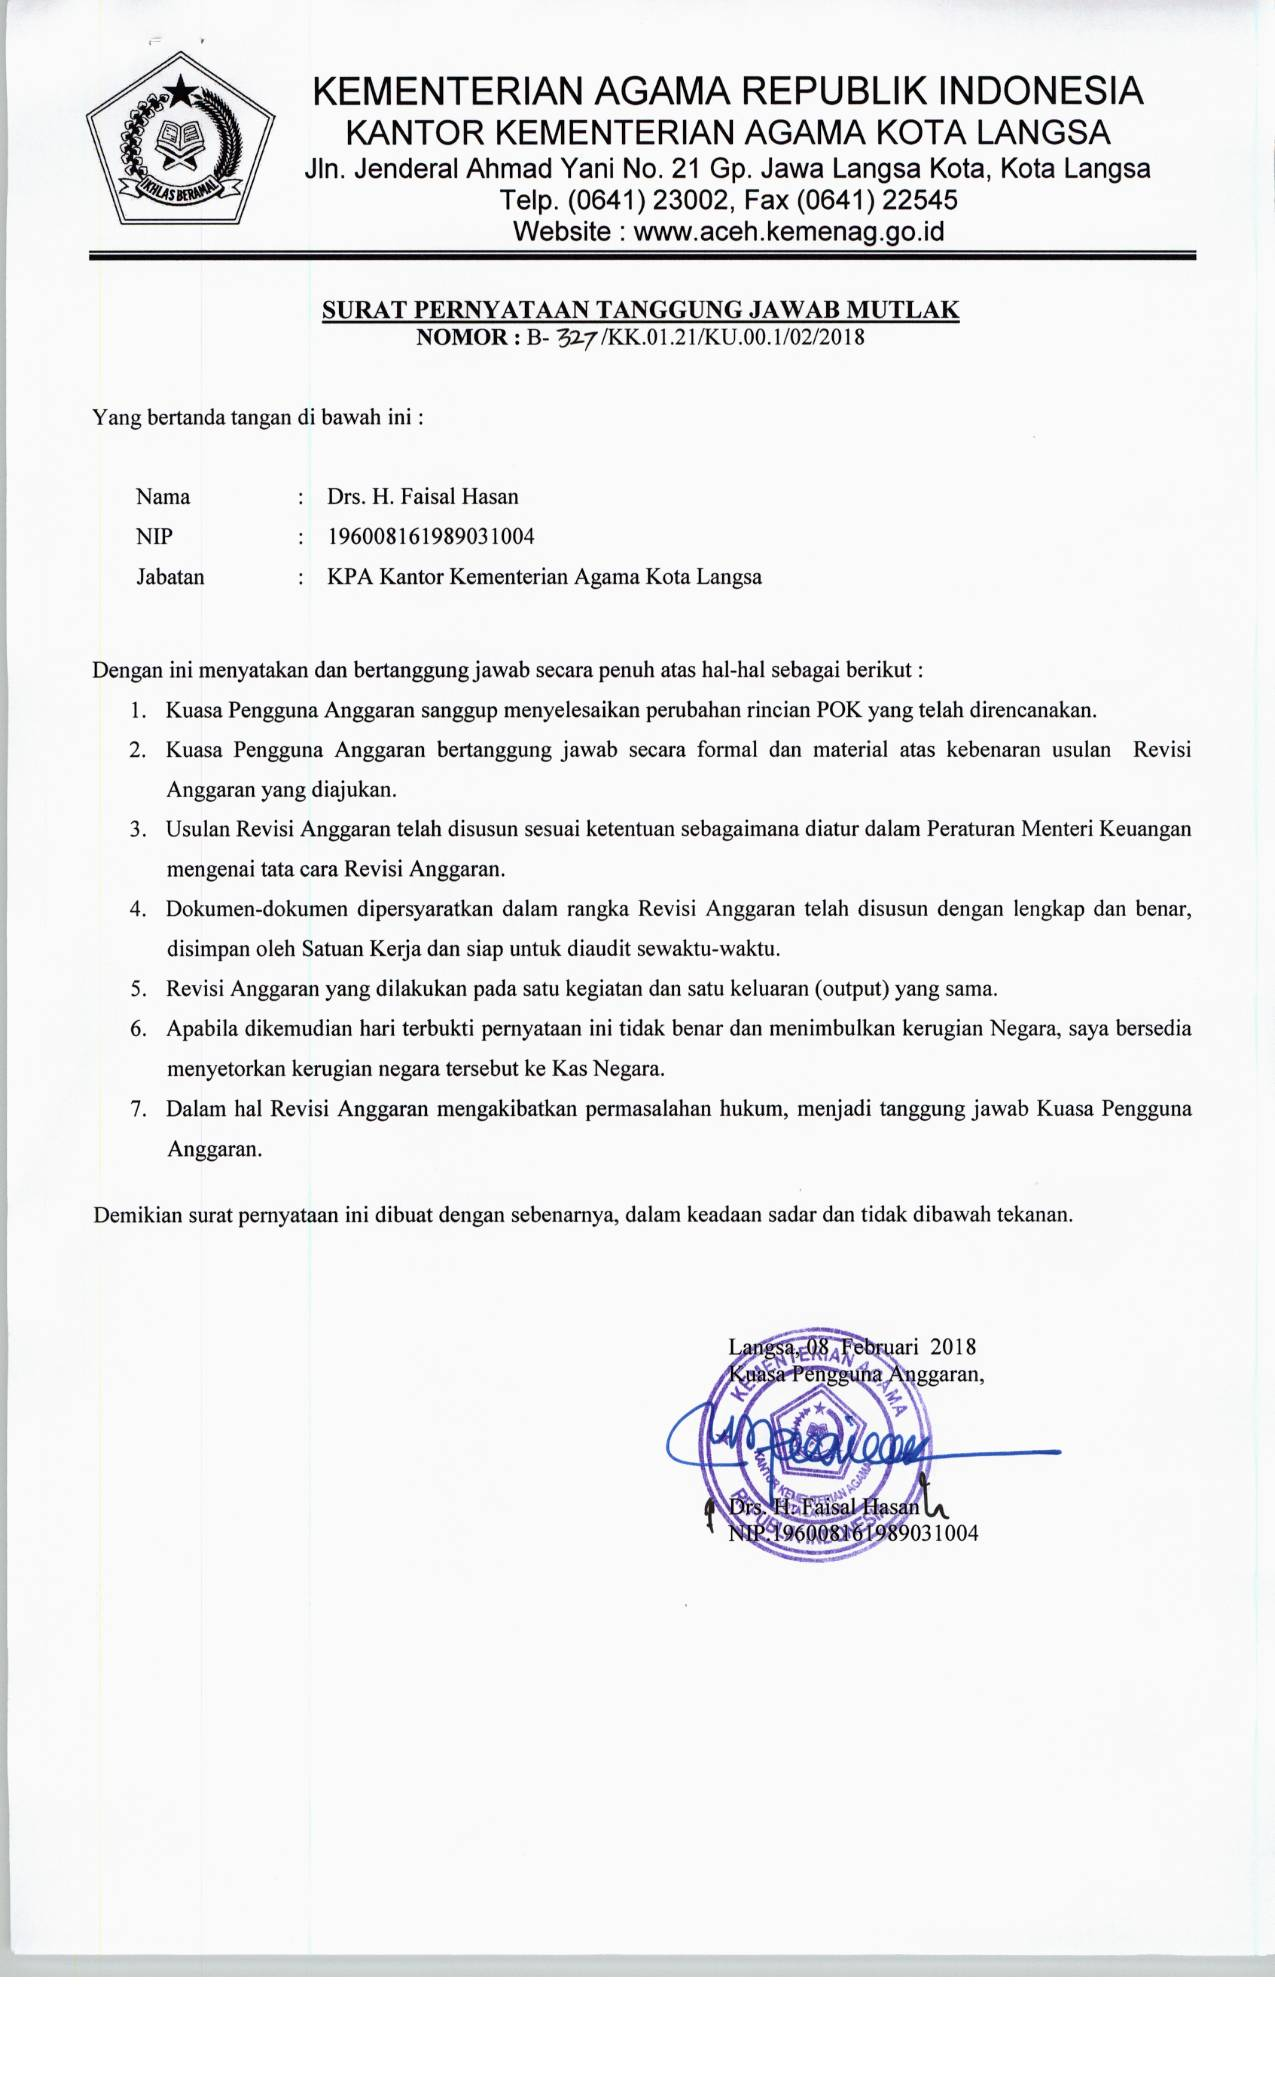 KEMENTERIAN AGAMA REPUBLIK INDONESIA
KANTOR KEMENTERIAN AGAMA KOTA LANGSA
Jln. Jenderal Ahmad Yani No. 21 Gp. Jawa Langsa Kota, Kota Langsa
Telp. (0641) 23002, Fax (0641) 22545
Website : www.aceh.kemenag.go.id
IKHLAS BERAMAL
SURAT PERNYATAAN TANGGUNG JAWAB MUTLAK
NOMOR : B- 327/KK.01.21/KU.00.1/02/2018
Yang bertanda tangan di bawah ini :
Nama : Drs. H. Faisal Hasan
NIP : 196008161989031004
Jabatan : KPA Kantor Kementerian Agama Kota Langsa
Dengan ini menyatakan dan bertanggung jawab secara penuh atas hal-hal sebagai berikut :
1. Kuasa Pengguna Anggaran sanggup menyelesaikan perubahan rincian POK yang telah direncanakan.
2. Kuasa Pengguna Anggaran bertanggung jawab secara formal dan material atas kebenaran usulan Revisi
Anggaran yang diajukan.
3. Usulan Revisi Anggaran telah disusun sesuai ketentuan sebagaimana diatur dalam Peraturan Menteri Keuangan
mengenai tata cara Revisi Anggaran.
4. Dokumen-dokumen dipersyaratkan dalam rangka Revisi Anggaran telah disusun dengan lengkap dan benar,
disimpan oleh Satuan Kerja dan siap untuk diaudit sewaktu-waktu.
5. Revisi Anggaran yang dilakukan pada satu kegiatan dan satu keluaran (output) yang sama.
6. Apabila dikemudian hari terbukti pernyataan ini tidak benar dan menimbulkan kerugian Negara, saya bersedia
menyetorkan kerugian negara tersebut ke Kas Negara.
7. Dalam hal Revisi Anggaran mengakibatkan permasalahan hukum, menjadi tanggung jawab Kuasa Pengguna
Anggaran.
Demikian surat pernyataan ini dibuat dengan sebenarnya, dalam keadaan sadar dan tidak dibawah tekanan.
Langsa, 08 Februari 2018
Kuasa Pengguna Anggaran,
KEMENTERIAN AGAMA
KANTOR KEMENTERIAN AGAMA
KOTA LANGSA
REPUBLIK INDONESIA
Drs. H. Faisal Hasan
NIP.196008161989031004